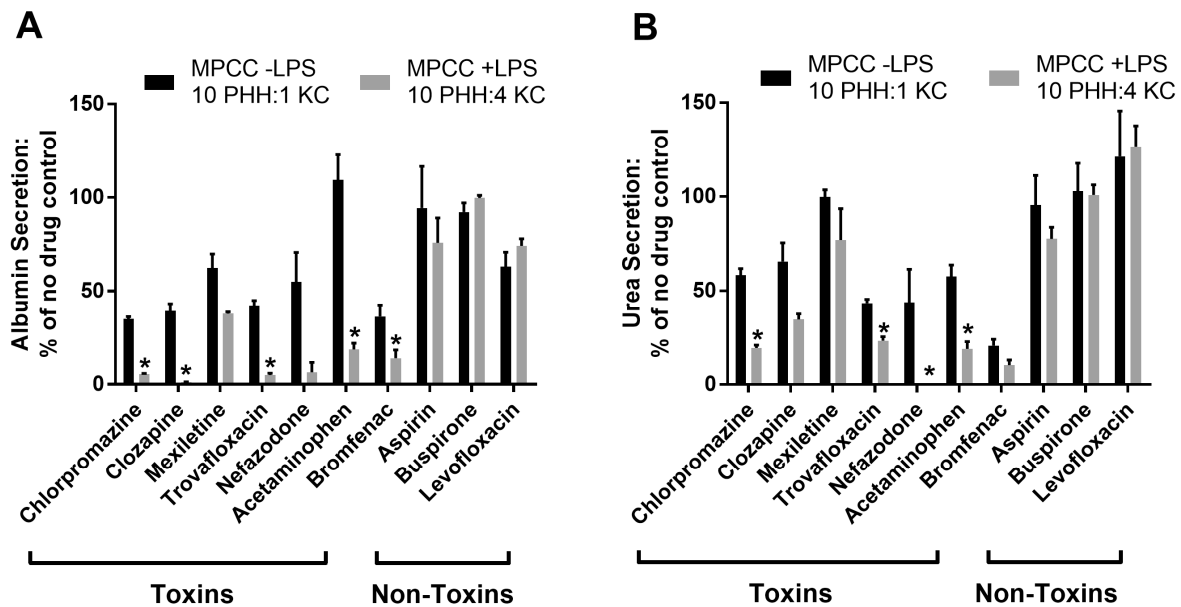 A
MPCC -LPS
10 PHH:1 KC
MPCC +LPS
10 PHH:4 KC
Albumin Secretion:
% of no drug control
150
100
50
0
*
*
*
*
*
Chlorpromazine
Clozapine
Mexiletine
Trovafloxacin
Nefazodone
Acetaminophen
Bromfenac
Aspirin
Buspirone
Levofloxacin
Toxins
Non-Toxins
B
MPCC -LPS
10 PHH:1 KC
MPCC +LPS
10 PHH:4 KC
Urea Secretion:
% of no drug control
150
100
50
0
*
*
*
*
Chlorpromazine
Clozapine
Mexiletine
Trovafloxacin
Nefazodone
Acetaminophen
Bromfenac
Aspirin
Buspirone
Levofloxacin
Toxins
Non-Toxins